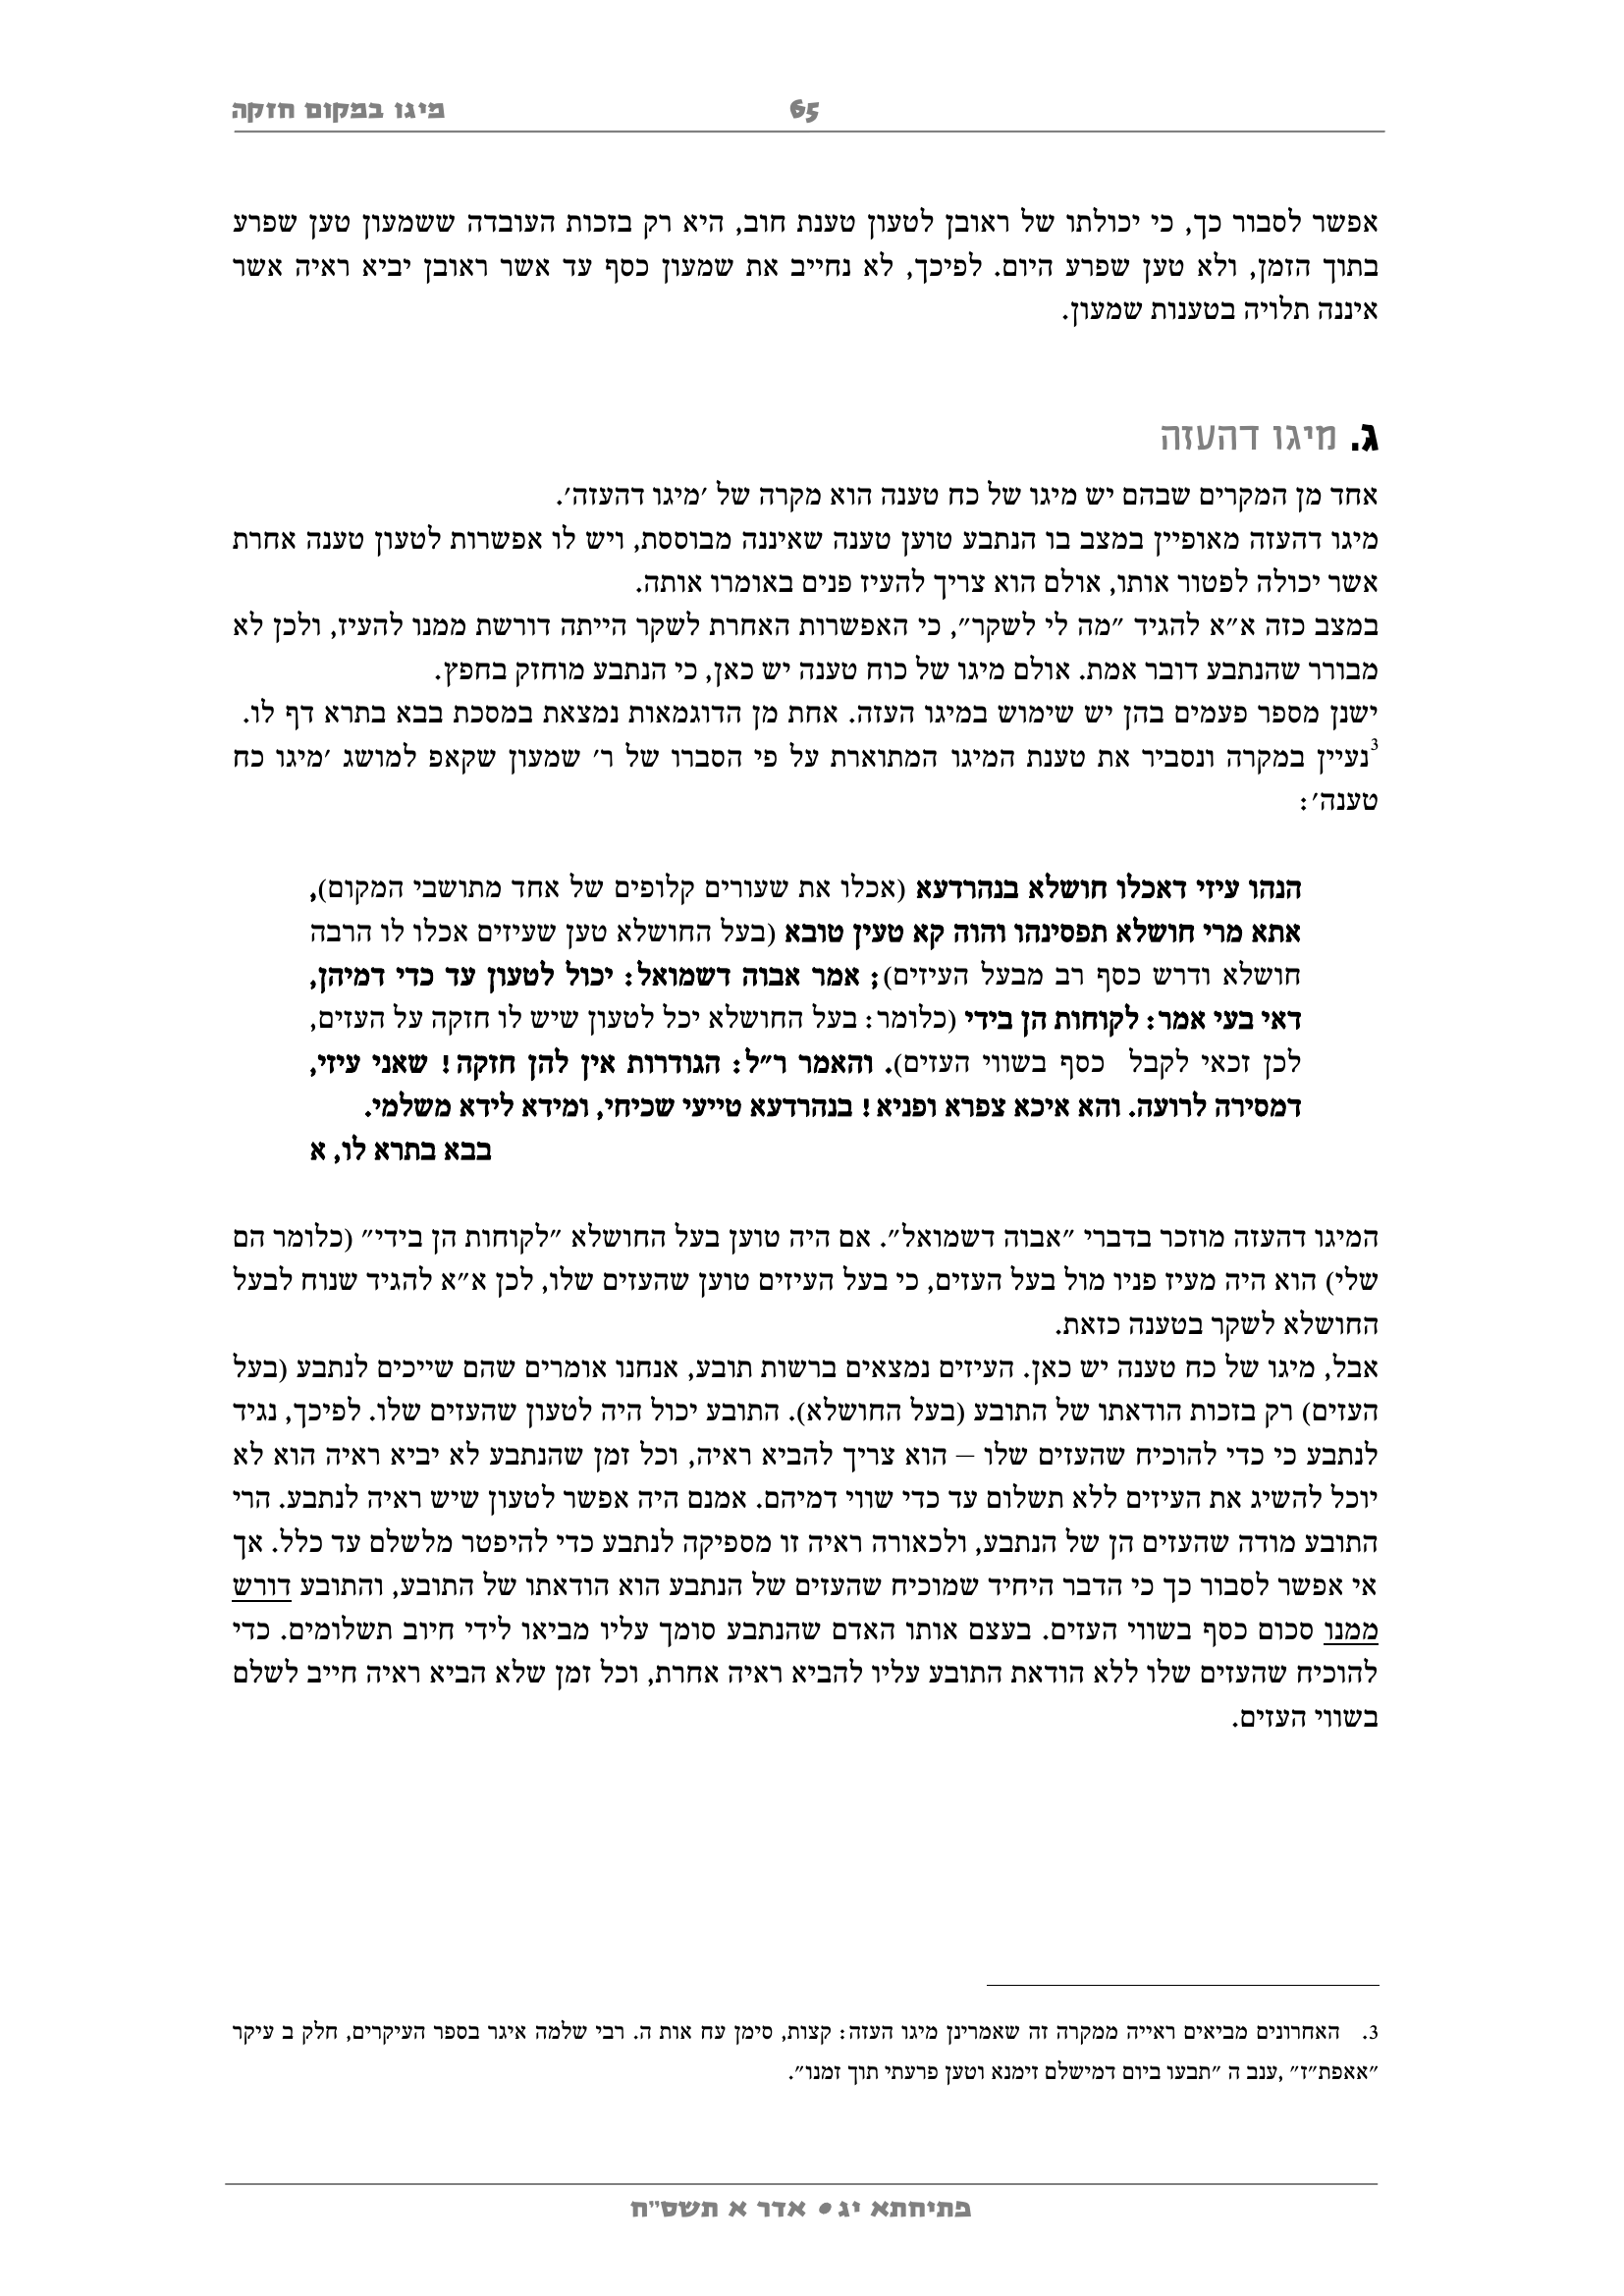 מיגו במקום חזקה 65
אפשר לסבור כך, כי יכולתו של ראובן לטעון טענת חוב, היא רק בזכות העובדה ששמעון טען שפרע
בתוך הזמן, ולא טען שפרע היום. לפיכך, לא נחייב את שמעון כסף עד אשר ראובן יביא ראיה אשר
איננה תלויה בטענות שמעון.
ג. מיגו דהעזה
אחד מן המקרים שבהם יש מיגו של כח טענה הוא מקרה של ׳מיגו דהעזה׳.
מיגו דהעזה מאופיין במצב בו הנתבע טוען טענה שאיננה מבוססת, ויש לו אפשרות לטעון טענה אחרת
אשר יכולה לפטור אותו, אולם הוא צריך להעיז פנים באומרו אותה.
במצב כזה א״א להגיד ״מה לי לשקר״, כי האפשרות האחרת לשקר הייתה דורשת ממנו להעיז, ולכן לא
מבורר שהנתבע דובר אמת. אולם מיגו של כוח טענה יש כאן, כי הנתבע מוחזק בחפץ.
ישנן מספר פעמים בהן יש שימוש במיגו העזה. אחת מן הדוגמאות נמצאת במסכת בבא בתרא דף לו.
3נעיין במקרה ונסביר את טענת המיגו המתוארת על פי הסברו של ר׳ שמעון שקאפ למושג ׳מיגו כח
טענה׳:
הנהו עיזי דאכלו חושלא בנהרדעא (אכלו את שעורים קלופים של אחד מתושבי המקום),
אתא מרי חושלא תפסינהו והוה קא טעין טובא (בעל החושלא טען שעיזים אכלו לו הרבה
חושלא ודרש כסף רב מבעל העיזים); אמר אבוה דשמואל: יכול לטעון עד כדי דמיהן,
דאי בעי אמר: לקוחות הן בידי (כלומר: בעל החושלא יכל לטעון שיש לו חזקה על העזים,
לכן זכאי לקבל כסף בשווי העזים). והאמר ר״ל: הגודרות אין להן חזקה! שאני עיזי,
דמסירה לרועה. והא איכא צפרא ופניא! בנהרדעא טייעי שכיחי, ומידא לידא משלמי.
בבא בתרא לו, א
המיגו דהעזה מוזכר בדברי ״אבוה דשמואל״. אם היה טוען בעל החושלא ״לקוחות הן בידי״ (כלומר הם
שלי) הוא היה מעיז פניו מול בעל העזים, כי בעל העיזים טוען שהעזים שלו, לכן א״א להגיד שנוח לבעל
החושלא לשקר בטענה כזאת.
אבל, מיגו של כח טענה יש כאן. העיזים נמצאים ברשות תובע, אנחנו אומרים שהם שייכים לנתבע (בעל
העזים) רק בזכות הודאתו של התובע (בעל החושלא). התובע יכול היה לטעון שהעזים שלו. לפיכך, נגיד
לנתבע כי כדי להוכיח שהעזים שלו – הוא צריך להביא ראיה, וכל זמן שהנתבע לא יביא ראיה הוא לא
יוכל להשיג את העיזים ללא תשלום עד כדי שווי דמיהם. אמנם היה אפשר לטעון שיש ראיה לנתבע. הרי
התובע מודה שהעזים הן של הנתבע, ולכאורה ראיה זו מספיקה לנתבע כדי להיפטר מלשלם עד כלל. אך
אי אפשר לסבור כך כי הדבר היחיד שמוכיח שהעזים של הנתבע הוא הודאתו של התובע, והתובע דורש
ממנו סכום כסף בשווי העזים. בעצם אותו האדם שהנתבע סומך עליו מביאו לידי חיוב תשלומים. כדי
להוכיח שהעזים שלו ללא הודאת התובע עליו להביא ראיה אחרת, וכל זמן שלא הביא ראיה חייב לשלם
בשווי העזים.
3. האחרונים מביאים ראייה ממקרה זה שאמרינן מיגו העזה: קצות, סימן עח אות ה. רבי שלמה איגר בספר העיקרים, חלק ב עיקר
״אאפת״ז״ ,ענב ה ״תבעו ביום דמישלם זימנא וטען פרעתי תוך זמנו״.
פתיחתא יג • אדר א תשס״ח